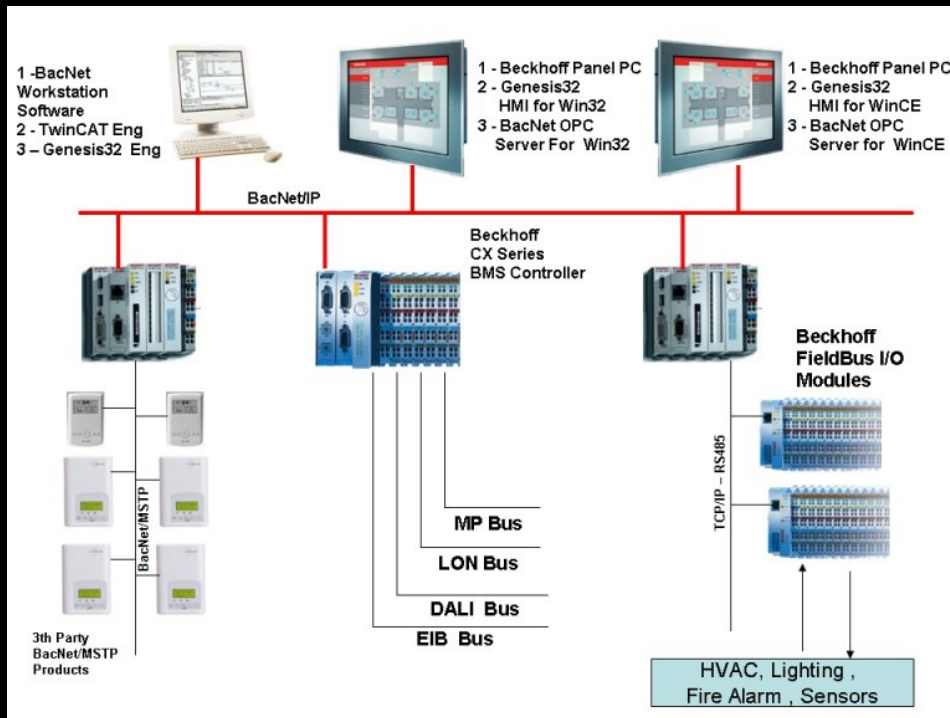 1 -BacNet
Workstation
Software
2 - TwinCAT Eng
3 – Genesis32 Eng
1 - Beckhoff Panel PC
2 - Genesis32
HMI for Win32
3 - BacNet OPC
Server For Win32
1 - Beckhoff Panel PC
2 - Genesis32
HMI for WinCE
3 - BacNet OPC
Server for WinCE
BacNet/IP
Beckhoff
CX Series
BMS Controller
Beckhoff
FieldBus I/O
Modules
BacNet/MSTP
TCP/IP – RS485
MP Bus
LON Bus
DALI Bus
EIB Bus
3th Party
BacNet/MSTP
Products
HVAC, Lighting ,
Fire Alarm , Sensors